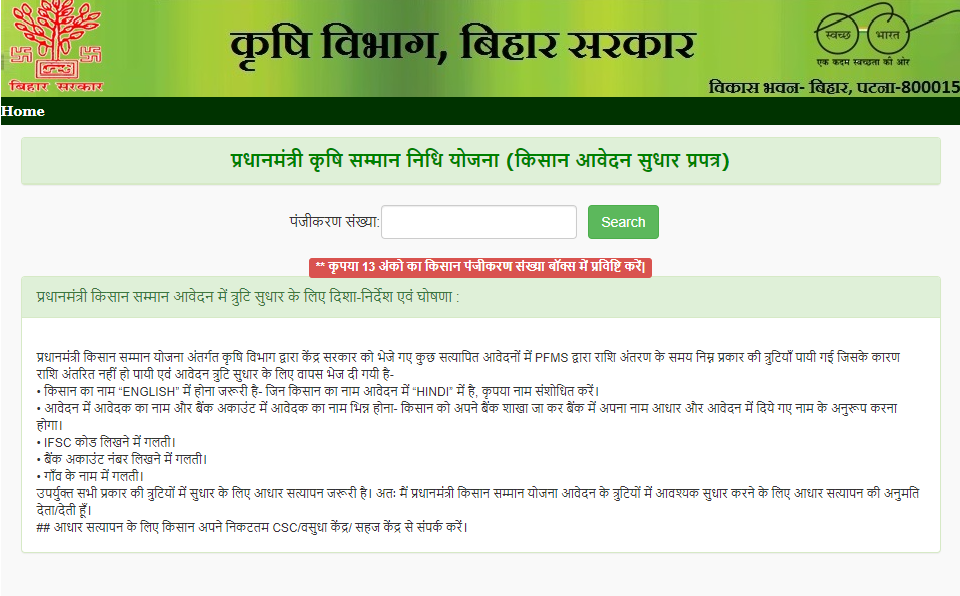 कृषि विभाग, बिहार सरकार
बिहार सरकार
स्वच्छ भारत
एक कदम स्वच्छता की ओर
विकास भवन- बिहार, पटना-800015
Home
प्रधानमंत्री कृषि सम्मान निधि योजना (किसान आवेदन सुधार प्रपत्र)
पंजीकरण संख्या: Search
** कृपया 13 अंको का किसान पंजीकरण संख्या बॉक्स में प्रविष्टि करें|
प्रधानमंत्री किसान सम्मान आवेदन में त्रुटि सुधार के लिए दिशा-निर्देश एवं घोषणा :
प्रधानमंत्री किसान सम्मान योजना अंतर्गत कृषि विभाग द्वारा केंद्र सरकार को भेजे गए कुछ सत्यापित आवेदनों में PFMS द्वारा राशि अंतरण के समय निम्न प्रकार की त्रुटियाँ पायी गई जिसके कारण
राशि अंतरित नहीं हो पायी एवं आवेदन त्रुटि सुधार के लिए वापस भेज दी गयी है-
• किसान का नाम “ENGLISH” में होना जरूरी है- जिन किसान का नाम आवेदन में “HINDI” में है, कृपया नाम संशोधित करें।
• आवेदन में आवेदक का नाम और बैंक अकाउंट में आवेदक का नाम भिन्न होना- किसान को अपने बैंक शाखा जा कर बैंक में अपना नाम आधार और आवेदन में दिये गए नाम के अनुरूप करना
होगा।
• IFSC कोड लिखने में गलती।
• बैंक अकाउंट नंबर लिखने में गलती।
• गाँव के नाम में गलती।
उपर्युक्त सभी प्रकार की त्रुटियों में सुधार के लिए आधार सत्यापन जरूरी है। अतः मैं प्रधानमंत्री किसान सम्मान योजना आवेदन के त्रुटियों में आवश्यक सुधार करने के लिए आधार सत्यापन की अनुमति
देता/देती हूँ।
## आधार सत्यापन के लिए किसान अपने निकटतम CSC/वसुधा केंद्र/ सहज केंद्र से संपर्क करें।